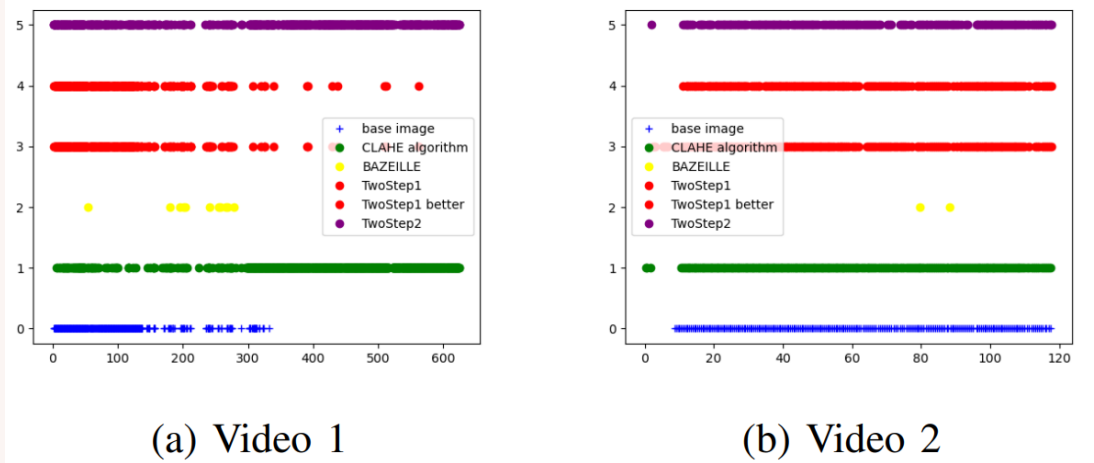 5
4
3
2
1
0
0 100 200 300 400 500 600
base image
CLAHE algorithm
BAZEILLE
TwoStep1
TwoStep1 better
TwoStep2
(a) Video 1
5
4
3
2
1
0
0 20 40 60 80 100 120
base image
CLAHE algorithm
BAZEILLE
TwoStep1
TwoStep1 better
TwoStep2
(b) Video 2